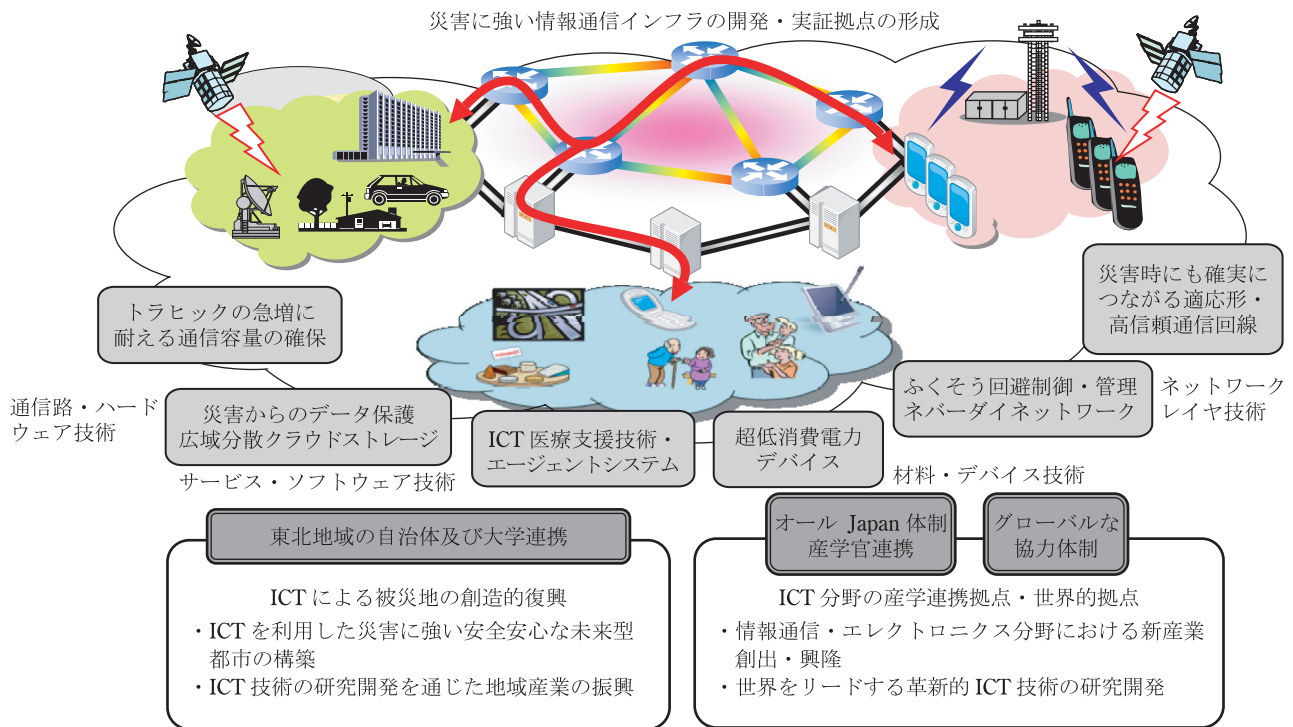 災害に強い情報通信インフラの開発・実証拠点の形成
トラヒックの急増に
耐える通信容量の確保
災害時にも確実に
つながる適応形・
高信頼通信回線
通信路・ハード
ウェア技術
災害からのデータ保護
広域分散クラウドストレージ
サービス・ソフトウェア技術
ICT 医療支援技術・
エージェントシステム
超低消費電力
デバイス
材料・デバイス技術
ふくそう回避制御・管理
ネバーダイネットワーク
ネットワーク
レイヤ技術
東北地域の自治体及び大学連携
ICT による被災地の創造的復興
・ICT を利用した災害に強い安全安心な未来型
都市の構築
・ICT 技術の研究開発を通じた地域産業の振興
オール Japan 体制
産学官連携
グローバルな
協力体制
ICT 分野の産学連携拠点・世界的拠点
・情報通信・エレクトロニクス分野における新産業
創出・興隆
・世界をリードする革新的 ICT 技術の研究開発